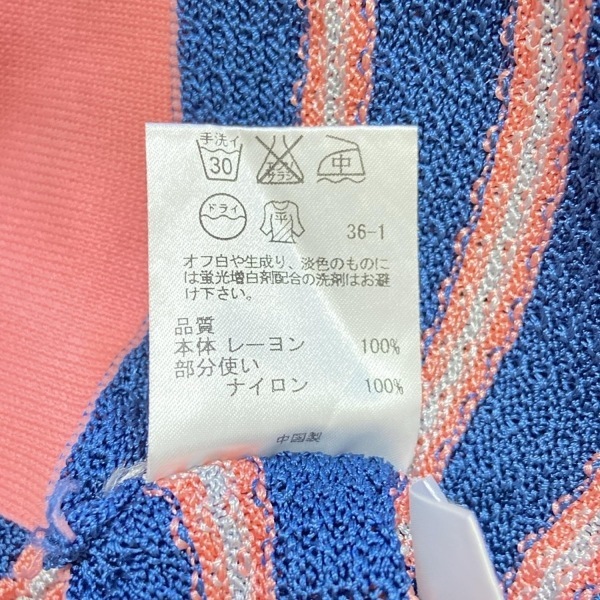 手洗イ
30
エンソ
サラシ
中
ドライ
平
36-1
オフ白や生成り、淡色のものに
は蛍光増白剤配合の洗剤はお避
け下さい。
品質
本体 レーヨン 100%
部分使い
ナイロン 100%
中国製